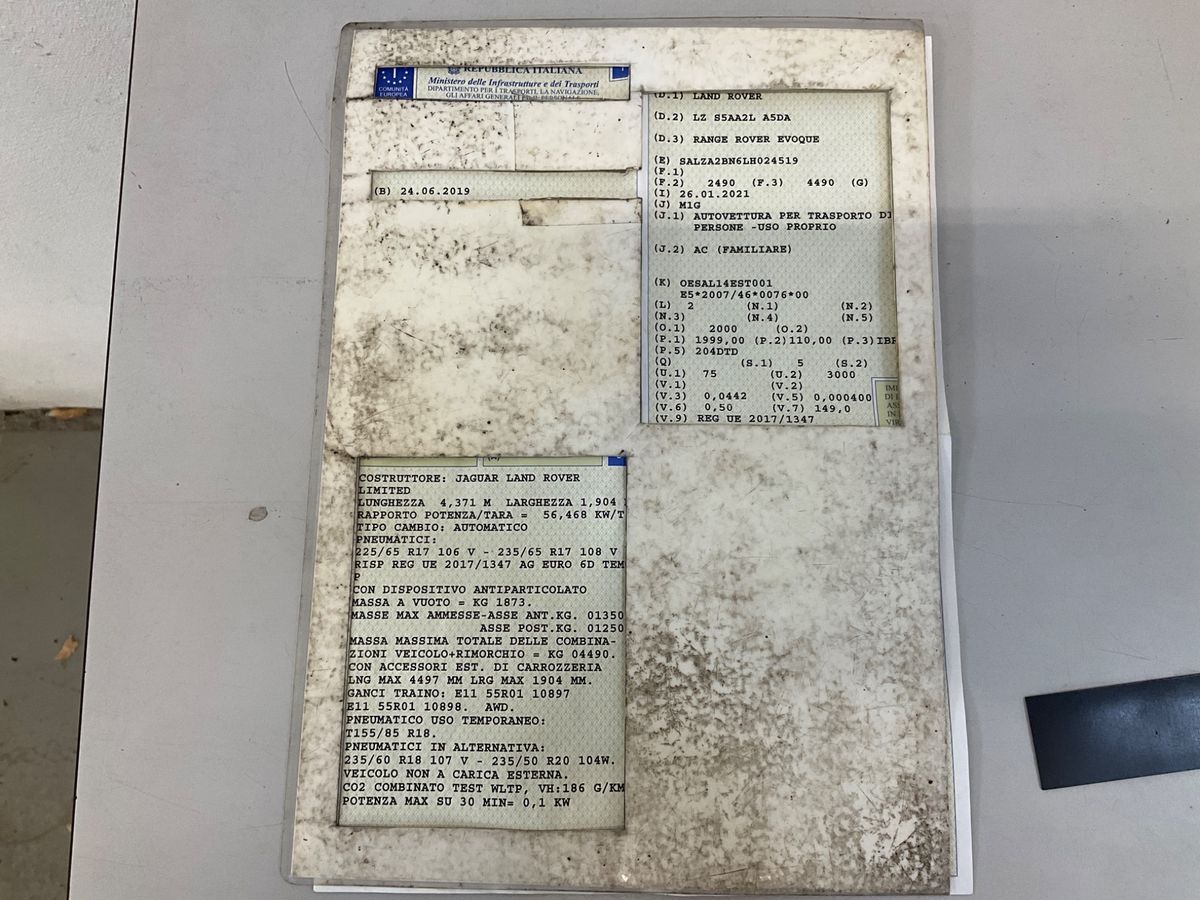 REPUBBLICA ITALIANA
COMUNITÀ EUROPEA
I
Ministero delle Infrastrutture e dei Trasporti
DIPARTIMENTO PER I TRASPORTI, LA NAVIGAZIONE,
GLI AFFARI GENERALI ED IL PERSONALE
(B) 24.06.2019
(D.1) LAND ROVER
(D.2) LZ S5AA2L A5DA
(D.3) RANGE ROVER EVOQUE
(E) SALZA2BN6LH024519
(F.1)
(F.2) 2490 (F.3) 4490 (G)
(I) 26.01.2021
(J) M1G
(J.1) AUTOVETTURA PER TRASPORTO DI
PERSONE -USO PROPRIO
(J.2) AC (FAMILIARE)
(K) OESAL14EST001
E5*2007/46*0076*00
(L) 2 (N.1) (N.2)
(N.3) (N.4) (N.5)
(O.1) 2000 (O.2)
(P.1) 1999,00 (P.2)110,00 (P.3)IBR
(P.5) 204DTD
(Q) (S.1) 5 (S.2)
(U.1) 75 (U.2) 3000
(V.1) (V.2)
(V.3) 0,0442 (V.5) 0,000400
(V.6) 0,50 (V.7) 149,0
(V.9) REG UE 2017/1347
COSTRUTTORE: JAGUAR LAND ROVER
LIMITED
LUNGHEZZA 4,371 M LARGHEZZA 1,904
RAPPORTO POTENZA/TARA = 56,468 KW/T
TIPO CAMBIO: AUTOMATICO
PNEUMATICI:
225/65 R17 106 V - 235/65 R17 108 V
RISP REG UE 2017/1347 AG EURO 6D TEM
P
CON DISPOSITIVO ANTIPARTICOLATO
MASSA A VUOTO = KG 1873.
MASSE MAX AMMESSE-ASSE ANT.KG. 01350
ASSE POST.KG. 01250
MASSA MASSIMA TOTALE DELLE COMBINA-
ZIONI VEICOLO+RIMORCHIO = KG 04490.
CON ACCESSORI EST. DI CARROZZERIA
LNG MAX 4497 MM LRG MAX 1904 MM.
GANCI TRAINO: E11 55R01 10897
E11 55R01 10898. AWD.
PNEUMATICO USO TEMPORANEO:
T155/85 R18.
PNEUMATICI IN ALTERNATIVA:
235/60 R18 107 V - 235/50 R20 104W.
VEICOLO NON A CARICA ESTERNA.
CO2 COMBINATO TEST WLTP, VH:186 G/KM
POTENZA MAX SU 30 MIN= 0,1 KW